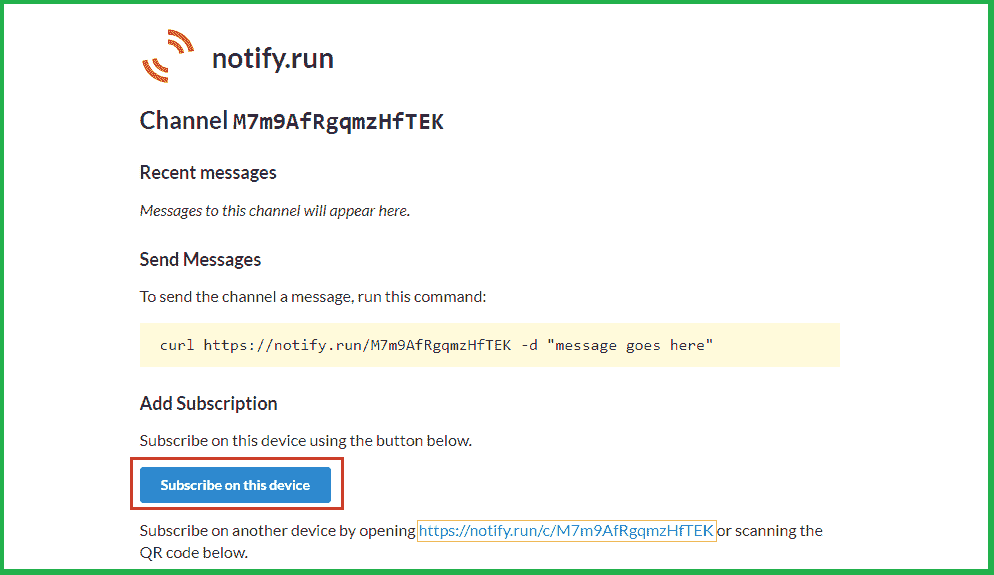 notify.run
Channel M7m9AfRgqmzHfTEK
Recent messages
Messages to this channel will appear here.
Send Messages
To send the channel a message, run this command:
curl https://notify.run/M7m9AfRgqmzHfTEK -d "message goes here"
Add Subscription
Subscribe on this device using the button below.
Subscribe on this device
Subscribe on another device by opening https://notify.run/c/M7m9AfRgqmzHfTEK or scanning the
QR code below.